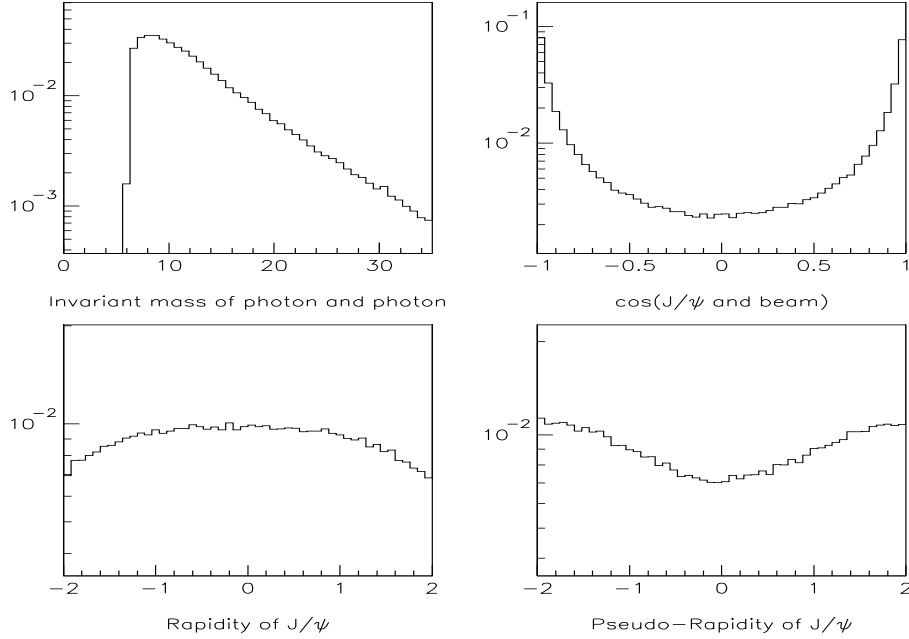 10⁻²
10⁻³
0 10 20 30
Invariant mass of photon and photon
10⁻¹
10⁻²
−1 −0.5 0 0.5 1
cos(J/ψ and beam)
10⁻²
−2 −1 0 1 2
Rapidity of J/ψ
10⁻²
−2 −1 0 1 2
Pseudo−Rapidity of J/ψ